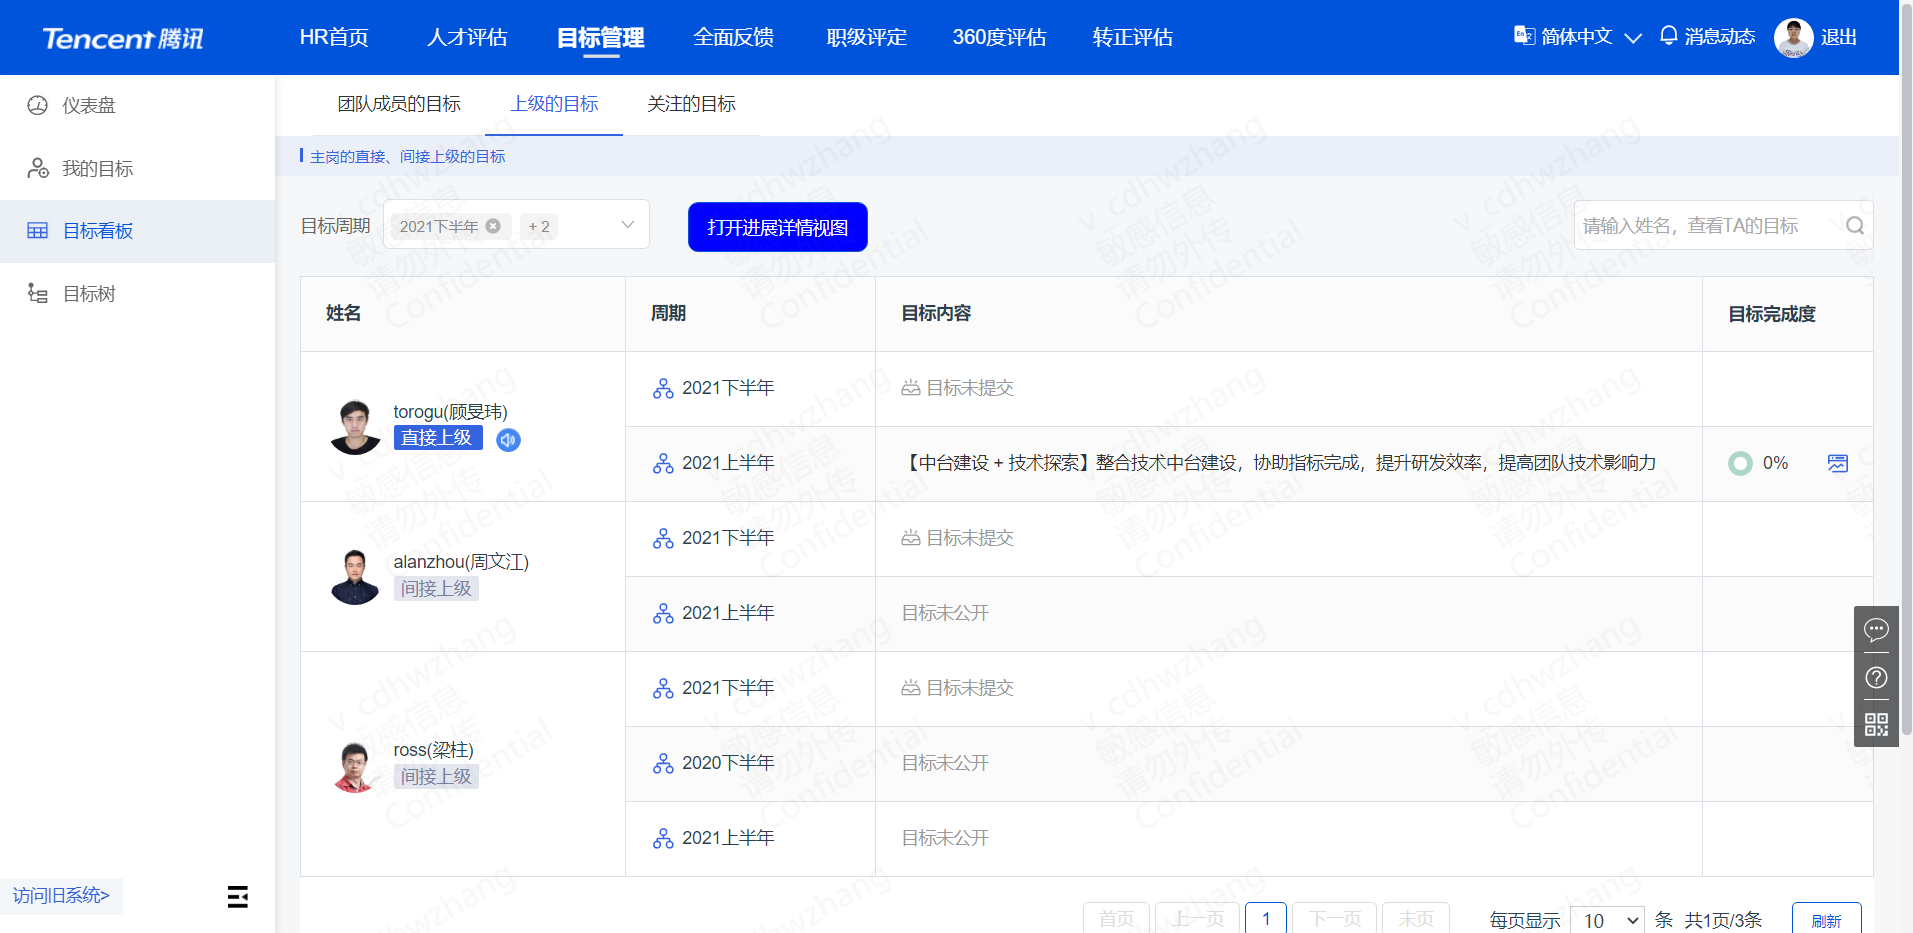 Tencent 腾讯
HR首页 人才评估 目标管理 全面反馈 职级评定 360度评估 转正评估
简体中文 消息动态 退出
仪表盘
我的目标
目标看板
目标树
访问旧系统>
团队成员的目标 上级的目标 关注的目标
主岗的直接、间接上级的目标
目标周期 2021下半年 + 2 打开进展详情视图 请输入姓名，查看TA的目标
姓名 周期 目标内容 目标完成度
torogu(顾旻玮)
直接上级
2021下半年 目标未提交
2021上半年 【中台建设 + 技术探索】整合技术中台建设，协助指标完成，提升研发效率，提高团队技术影响力 0%
alanzhou(周文江)
间接上级
2021下半年 目标未提交
2021上半年 目标未公开
ross(梁柱)
间接上级
2021下半年 目标未提交
2020下半年 目标未公开
2021上半年 目标未公开
首页 上一页 1 下一页 末页 每页显示 10 条 共1页/3条 刷新
v_cdhwzhang
敏感信息
请勿外传
Confidential